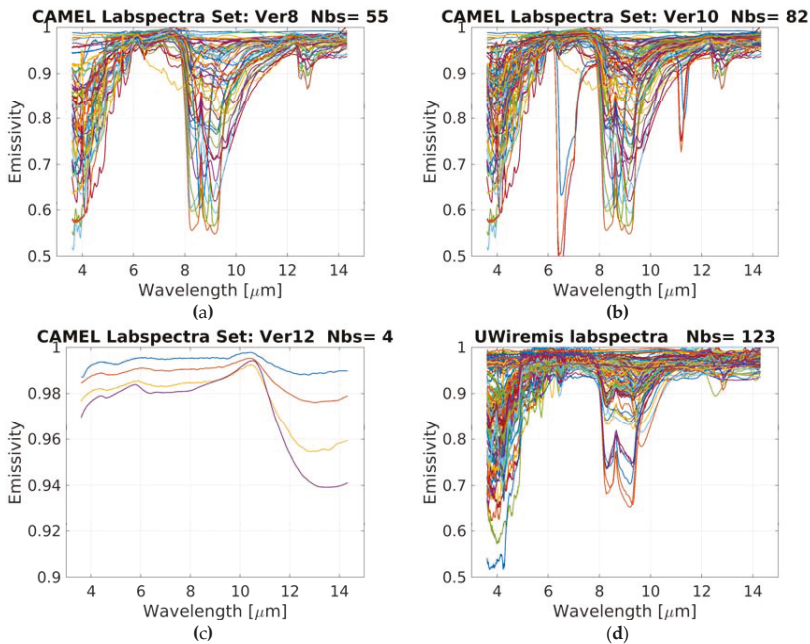 CAMEL Labspectra Set: Ver8 Nbs= 55
1
0.9
0.8
0.7
0.6
0.5
Emissivity
4 6 8 10 12 14
Wavelength [μm]
(a)
CAMEL Labspectra Set: Ver10 Nbs= 82
1
0.9
0.8
0.7
0.6
0.5
Emissivity
4 6 8 10 12 14
Wavelength [μm]
(b)
CAMEL Labspectra Set: Ver12 Nbs= 4
1
0.98
0.96
0.94
0.92
0.9
Emissivity
4 6 8 10 12 14
Wavelength [μm]
(c)
UWiremis labspectra Nbs= 123
1
0.9
0.8
0.7
0.6
0.5
Emissivity
4 6 8 10 12 14
Wavelength [μm]
(d)